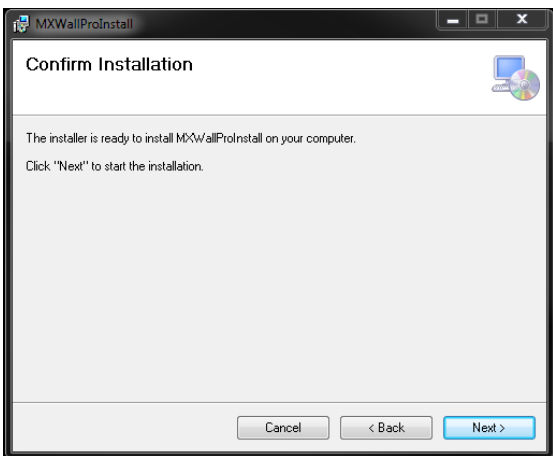 MXWallProInstall
Confirm Installation
The installer is ready to install MXWallProInstall on your computer.
Click "Next" to start the installation.
Cancel
< Back
Next >